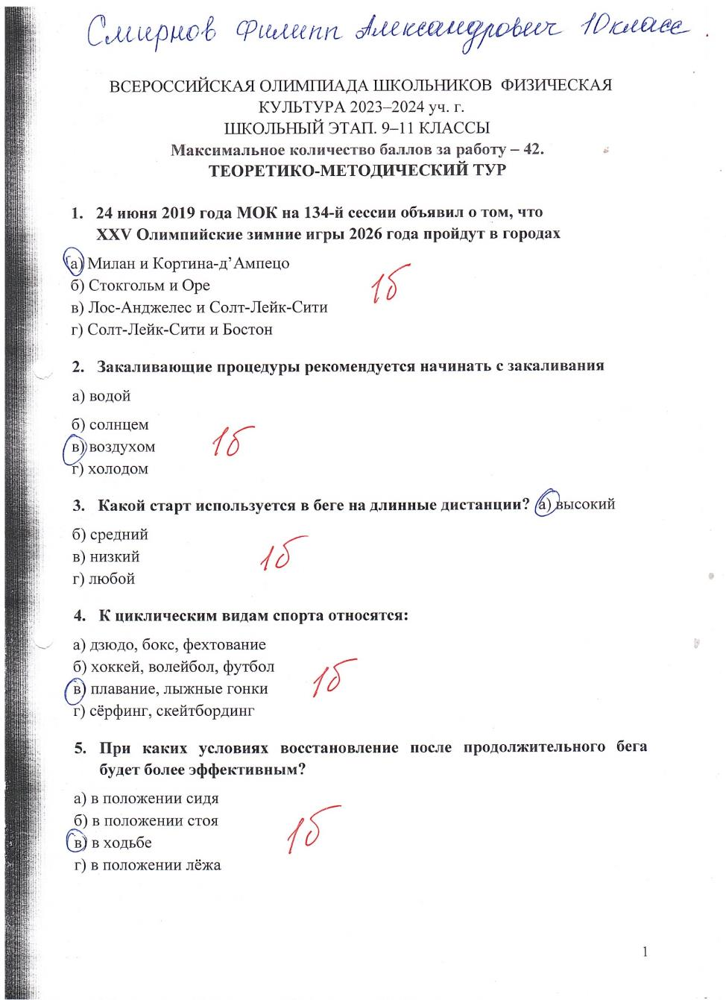 Смирнов Филипп Александрович 10 класс
ВСЕРОССИЙСКАЯ ОЛИМПИАДА ШКОЛЬНИКОВ ФИЗИЧЕСКАЯ
КУЛЬТУРА 2023–2024 уч. г.
ШКОЛЬНЫЙ ЭТАП. 9–11 КЛАССЫ
Максимальное количество баллов за работу – 42.
ТЕОРЕТИКО-МЕТОДИЧЕСКИЙ ТУР
1. 24 июня 2019 года МОК на 134-й сессии объявил о том, что
XXV Олимпийские зимние игры 2026 года пройдут в городах
а) Милан и Кортина-д’Ампецо
б) Стокгольм и Оре
1б
в) Лос-Анджелес и Солт-Лейк-Сити
г) Солт-Лейк-Сити и Бостон
2. Закаливающие процедуры рекомендуется начинать с закаливания
а) водой
б) солнцем
в) воздухом
1б
г) холодом
3. Какой старт используется в беге на длинные дистанции? а) высокий
б) средний
в) низкий
1б
г) любой
4. К циклическим видам спорта относятся:
а) дзюдо, бокс, фехтование
б) хоккей, волейбол, футбол
1б
в) плавание, лыжные гонки
г) сёрфинг, скейтбординг
5. При каких условиях восстановление после продолжительного бега
будет более эффективным?
а) в положении сидя
б) в положении стоя
1б
в) в ходьбе
г) в положении лёжа
1